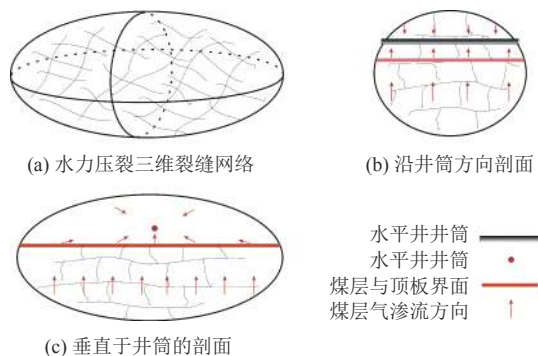 (a) 水力压裂三维裂缝网络
(b) 沿井筒方向剖面
水平井井筒
水平井井筒
煤层与顶板界面
煤层气渗流方向
(c) 垂直于井筒的剖面